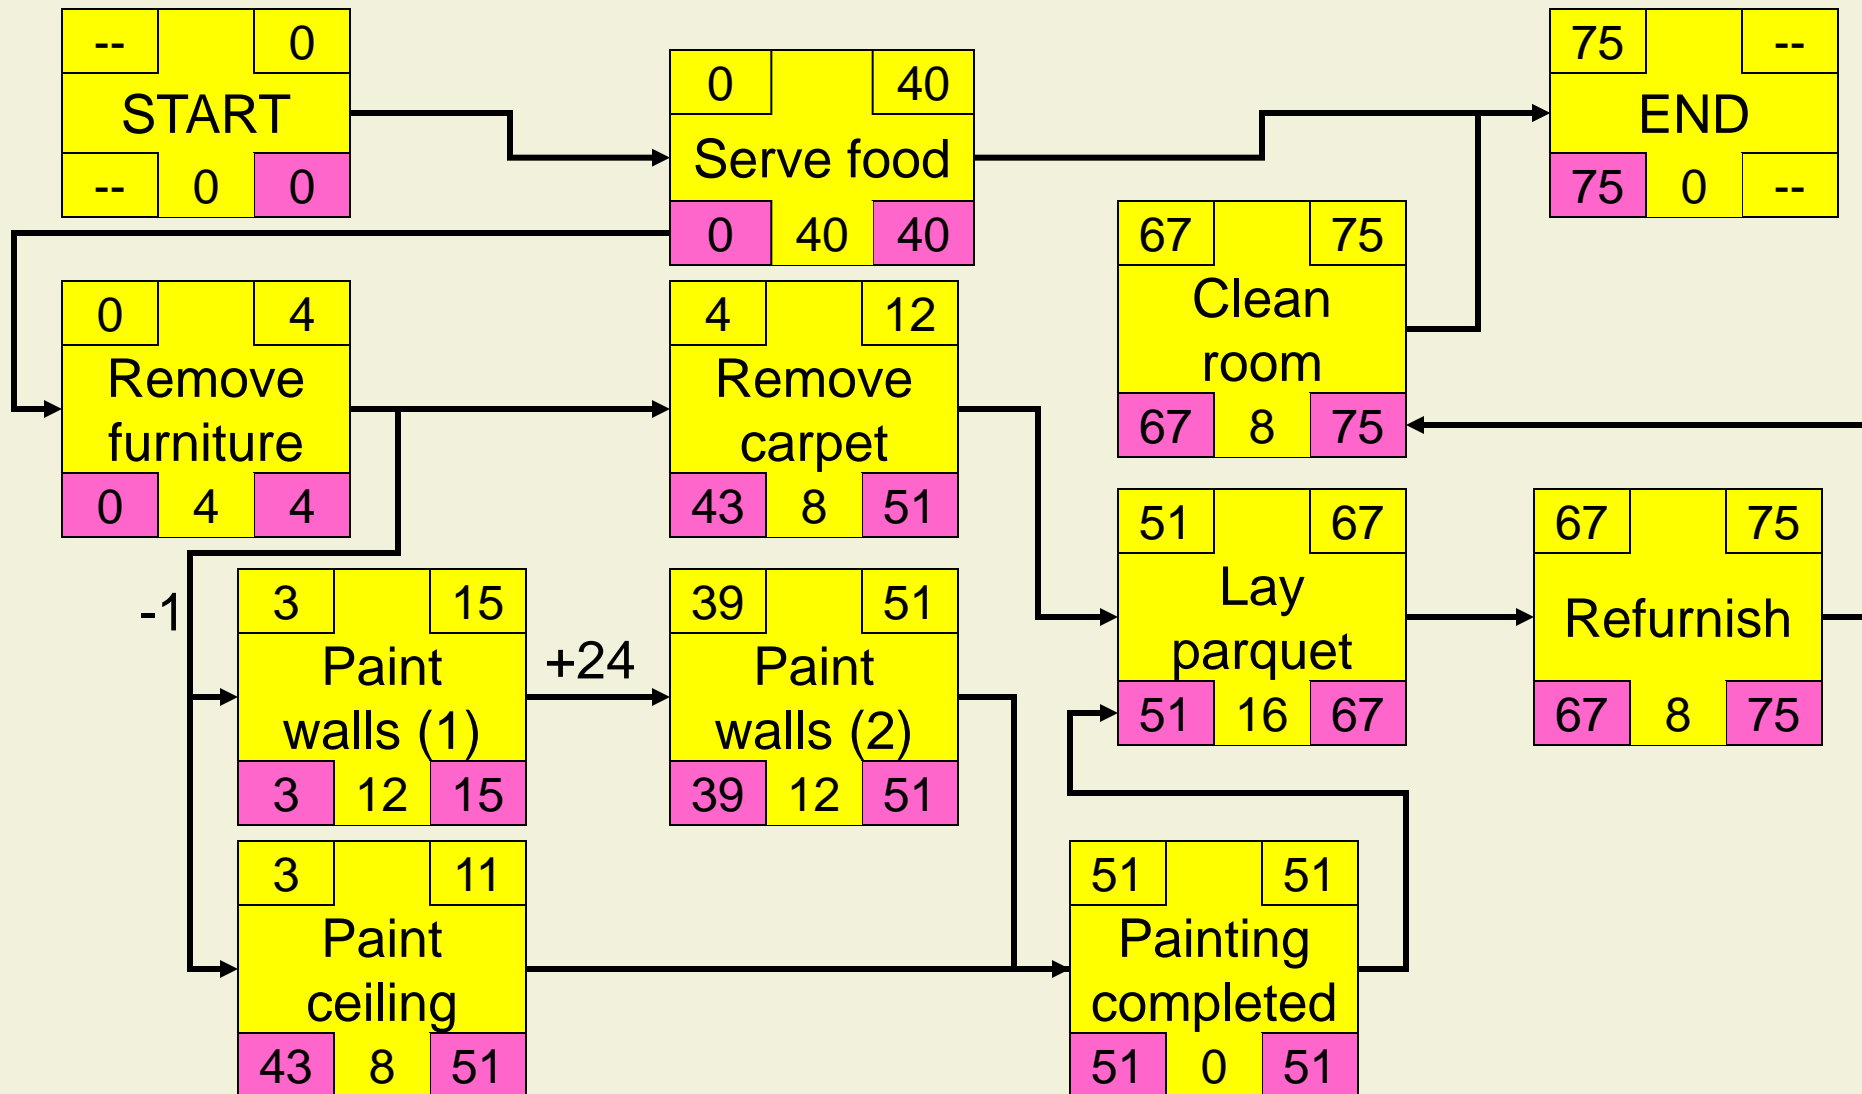 -- 0
START
-- 0 0
0 40
Serve food
0 40 40
75 --
END
75 0 --
67 75
Clean
room
67 8 75
0 4
Remove
furniture
0 4 4
4 12
Remove
carpet
43 8 51
51 67
Lay
parquet
51 16 67
67 75
Refurnish
67 8 75
-1
3 15
Paint
walls (1)
3 12 15
+24
39 51
Paint
walls (2)
39 12 51
3 11
Paint
ceiling
43 8 51
51 51
Painting
completed
51 0 51